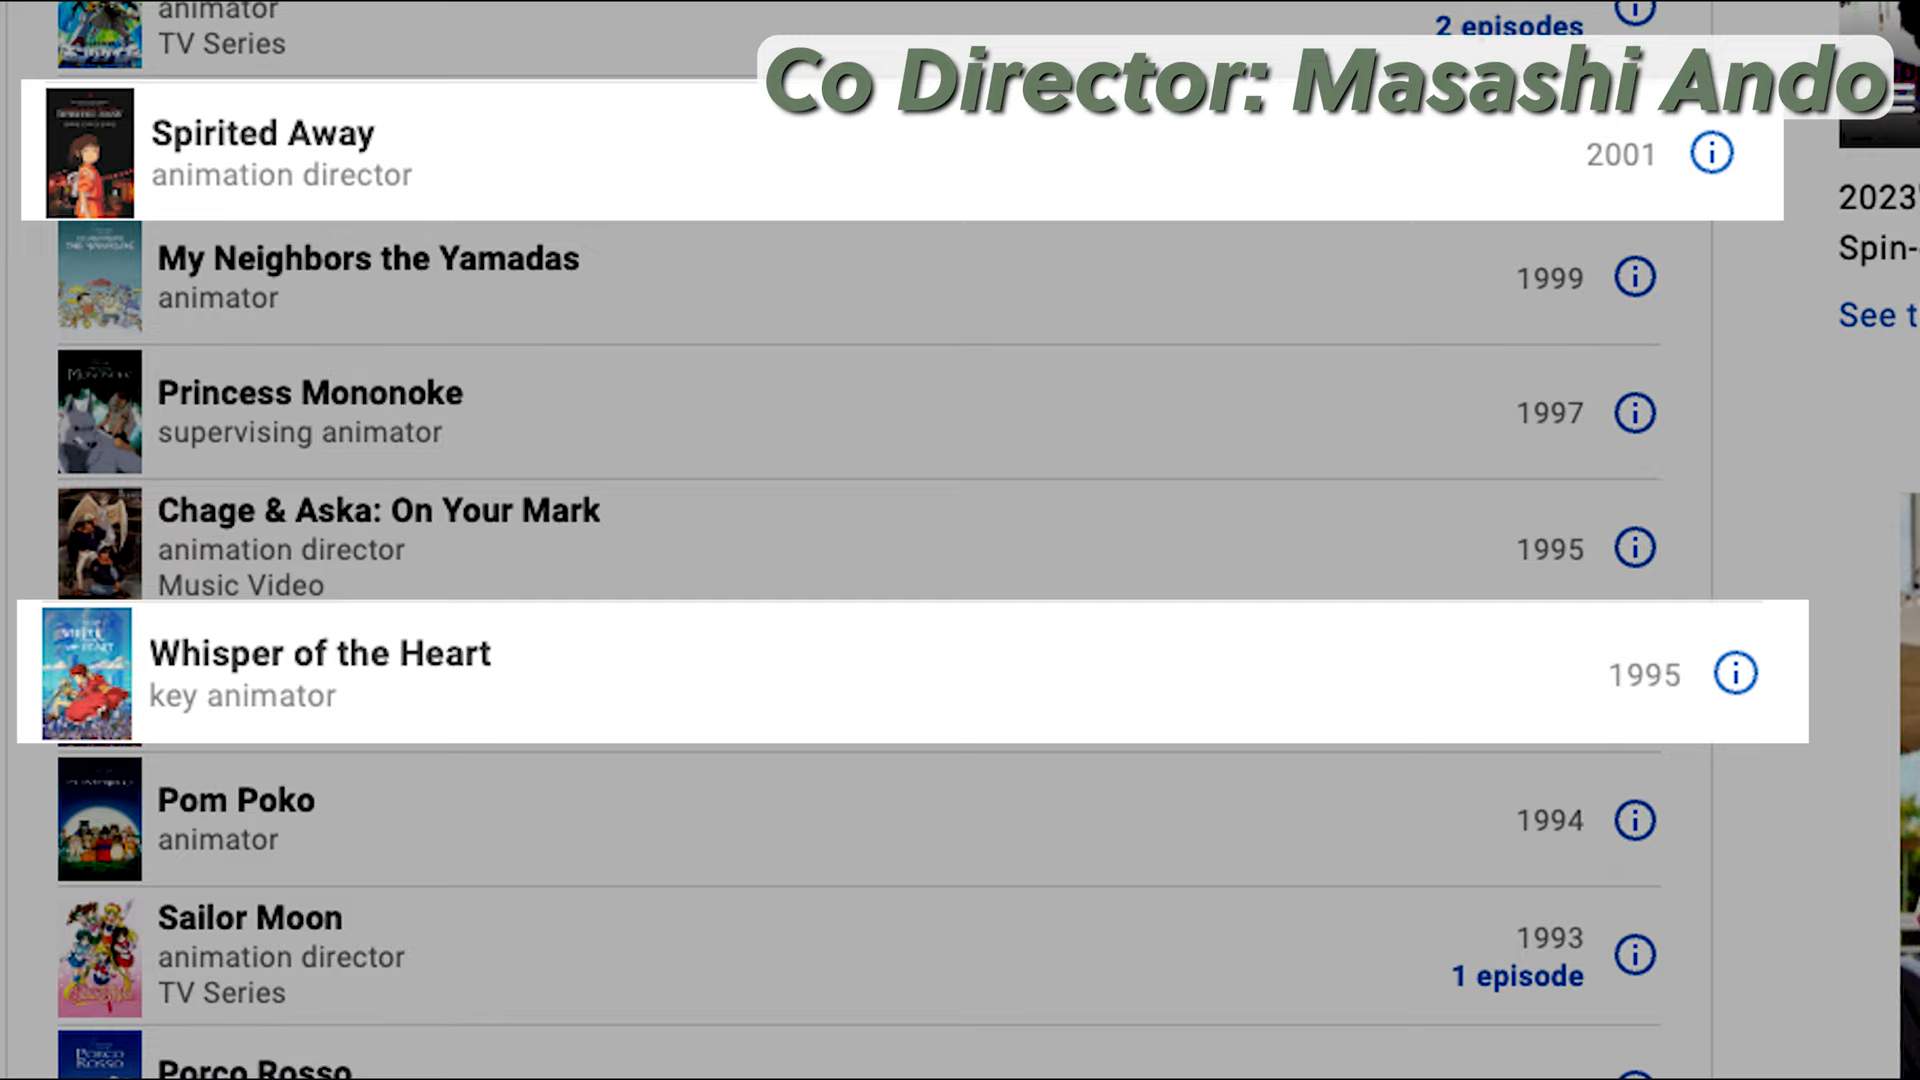 animator
TV Series
2 episodes
Co Director: Masashi Ando
Spirited Away
animation director
2001
2023
Spin-
My Neighbors the Yamadas
animator
1999
See t
Princess Mononoke
supervising animator
1997
Chage & Aska: On Your Mark
animation director
Music Video
1995
Whisper of the Heart
key animator
1995
Pom Poko
animator
1994
Sailor Moon
animation director
TV Series
1993
1 episode
PORCO
ROSSO
Porco Rosso